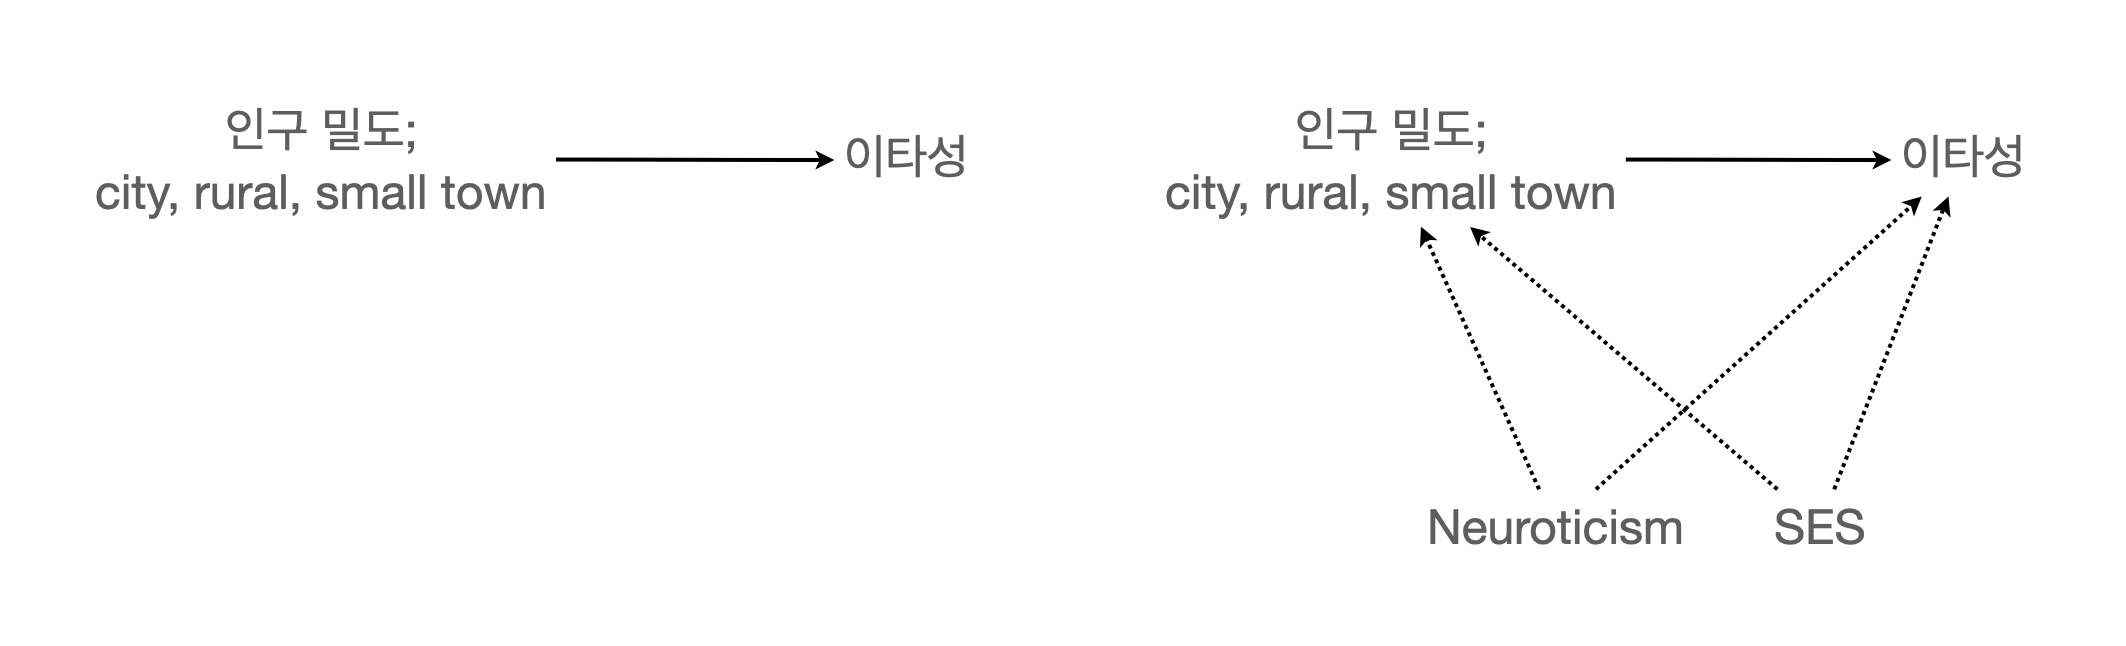 인구 밀도;
city, rural, small town
이타성
인구 밀도;
city, rural, small town
이타성
Neuroticism
SES